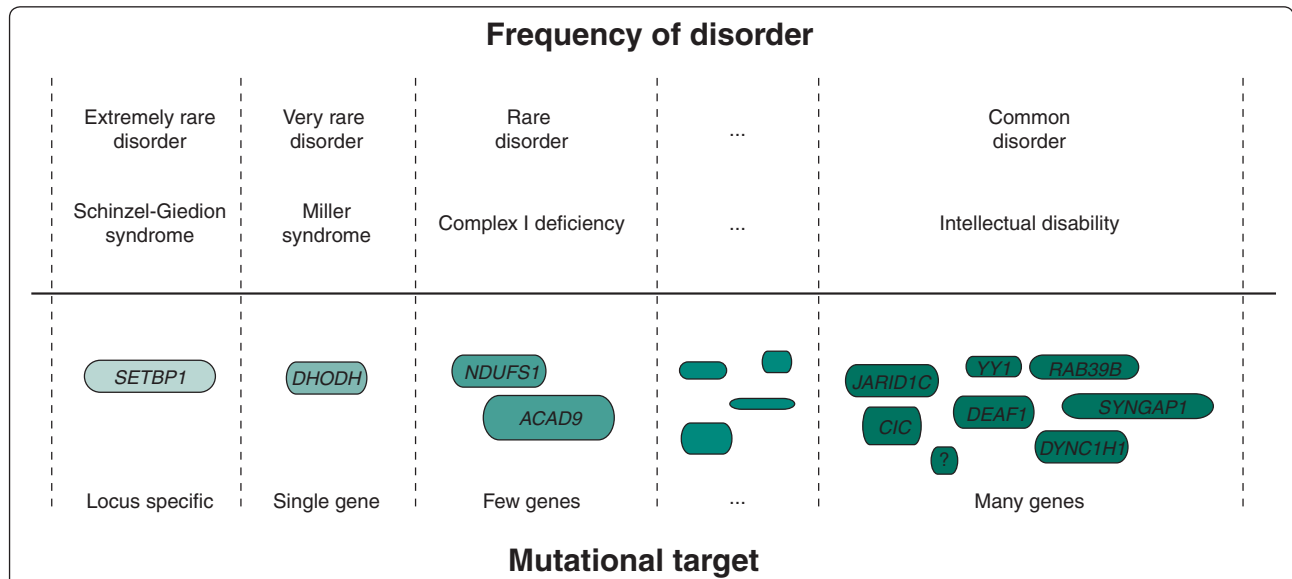 Frequency of disorder
Extremely rare
disorder
Very rare
disorder
Rare
disorder
...
Common
disorder
Schinzel-Giedion
syndrome
Miller
syndrome
Complex I deficiency
...
Intellectual disability
SETBP1
DHODH
NDUFS1
ACAD9
JARID1C
YY1
RAB39B
CIC
DEAF1
SYNGAP1
?
DYNC1H1
Locus specific
Single gene
Few genes
...
Many genes
Mutational target